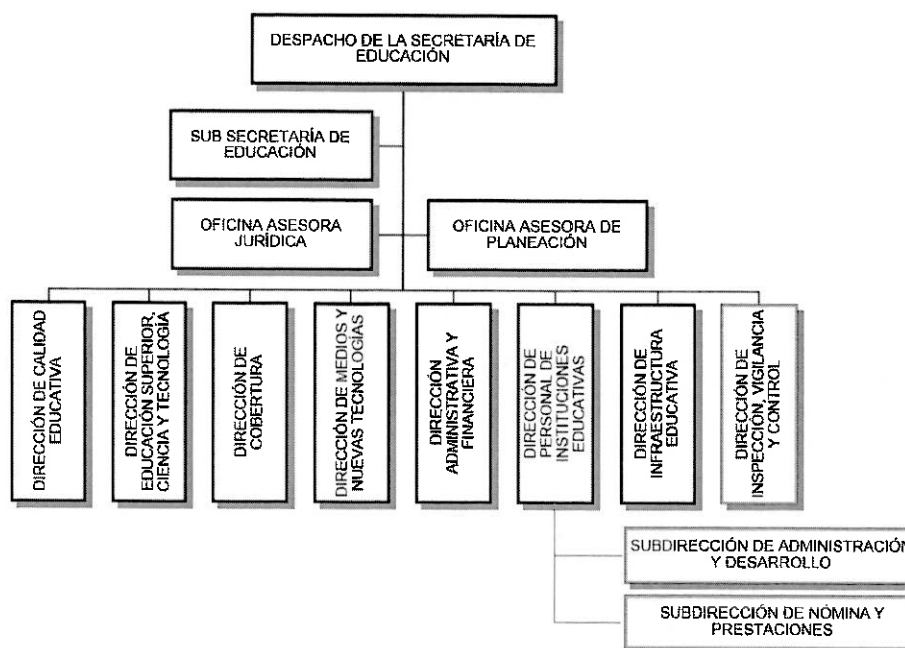 DESPACHO DE LA SECRETARÍA DE
EDUCACIÓN
SUB SECRETARÍA DE
EDUCACIÓN
OFICINA ASESORA
JURÍDICA
OFICINA ASESORA DE
PLANEACIÓN
DIRECCIÓN DE CALIDAD
EDUCATIVA
DIRECCIÓN DE
EDUCACIÓN SUPERIOR,
CIENCIA Y TECNOLOGÍA
DIRECCIÓN DE
COBERTURA
DIRECCIÓN DE MEDIOS Y
NUEVAS TECNOLOGÍAS
DIRECCIÓN
ADMINISTRATIVA Y
FINANCIERA
DIRECCIÓN DE
PERSONAL DE
INSTITUCIONES
EDUCATIVAS
DIRECCIÓN DE
INFRAESTRUCTURA
EDUCATIVA
DIRECCIÓN DE
INSPECCIÓN, VIGILANCIA
Y CONTROL
SUBDIRECCIÓN DE ADMINISTRACIÓN
Y DESARROLLO
SUBDIRECCIÓN DE NÓMINA Y
PRESTACIONES